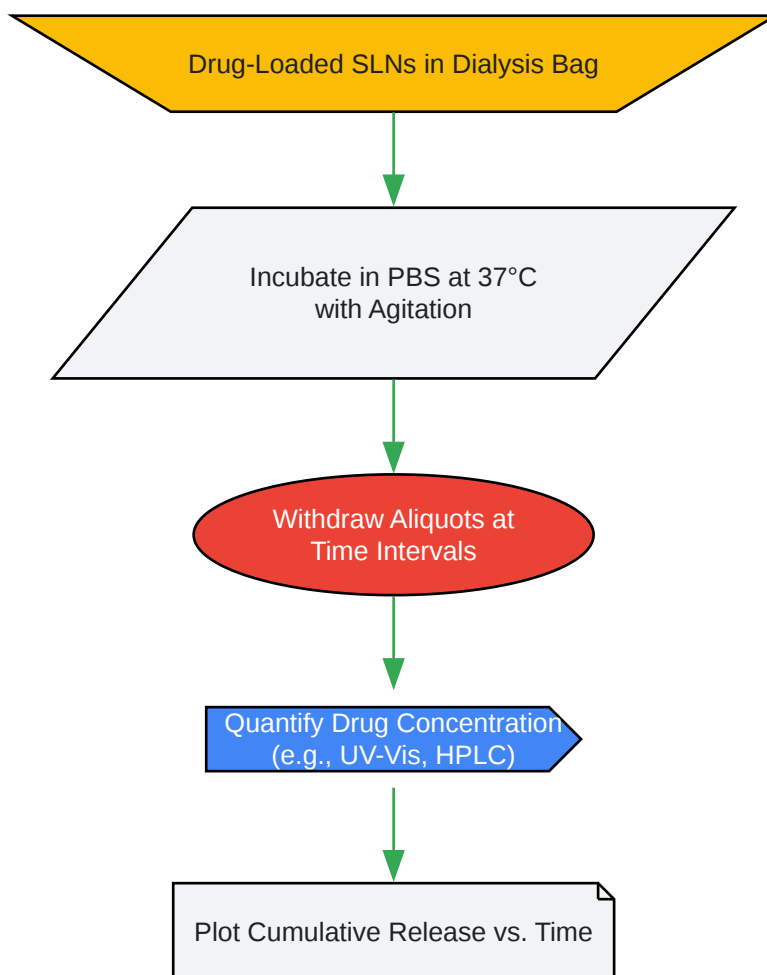 Drug-Loaded SLNs in Dialysis Bag
Incubate in PBS at 37°C
with Agitation
Withdraw Aliquots at
Time Intervals
Quantify Drug Concentration
(e.g., UV-Vis, HPLC)
Plot Cumulative Release vs. Time